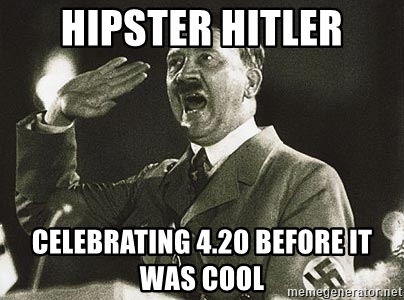 HIPSTER HITLER
CELEBRATING 4.20 BEFORE IT
WAS COOL
memegenerator.net